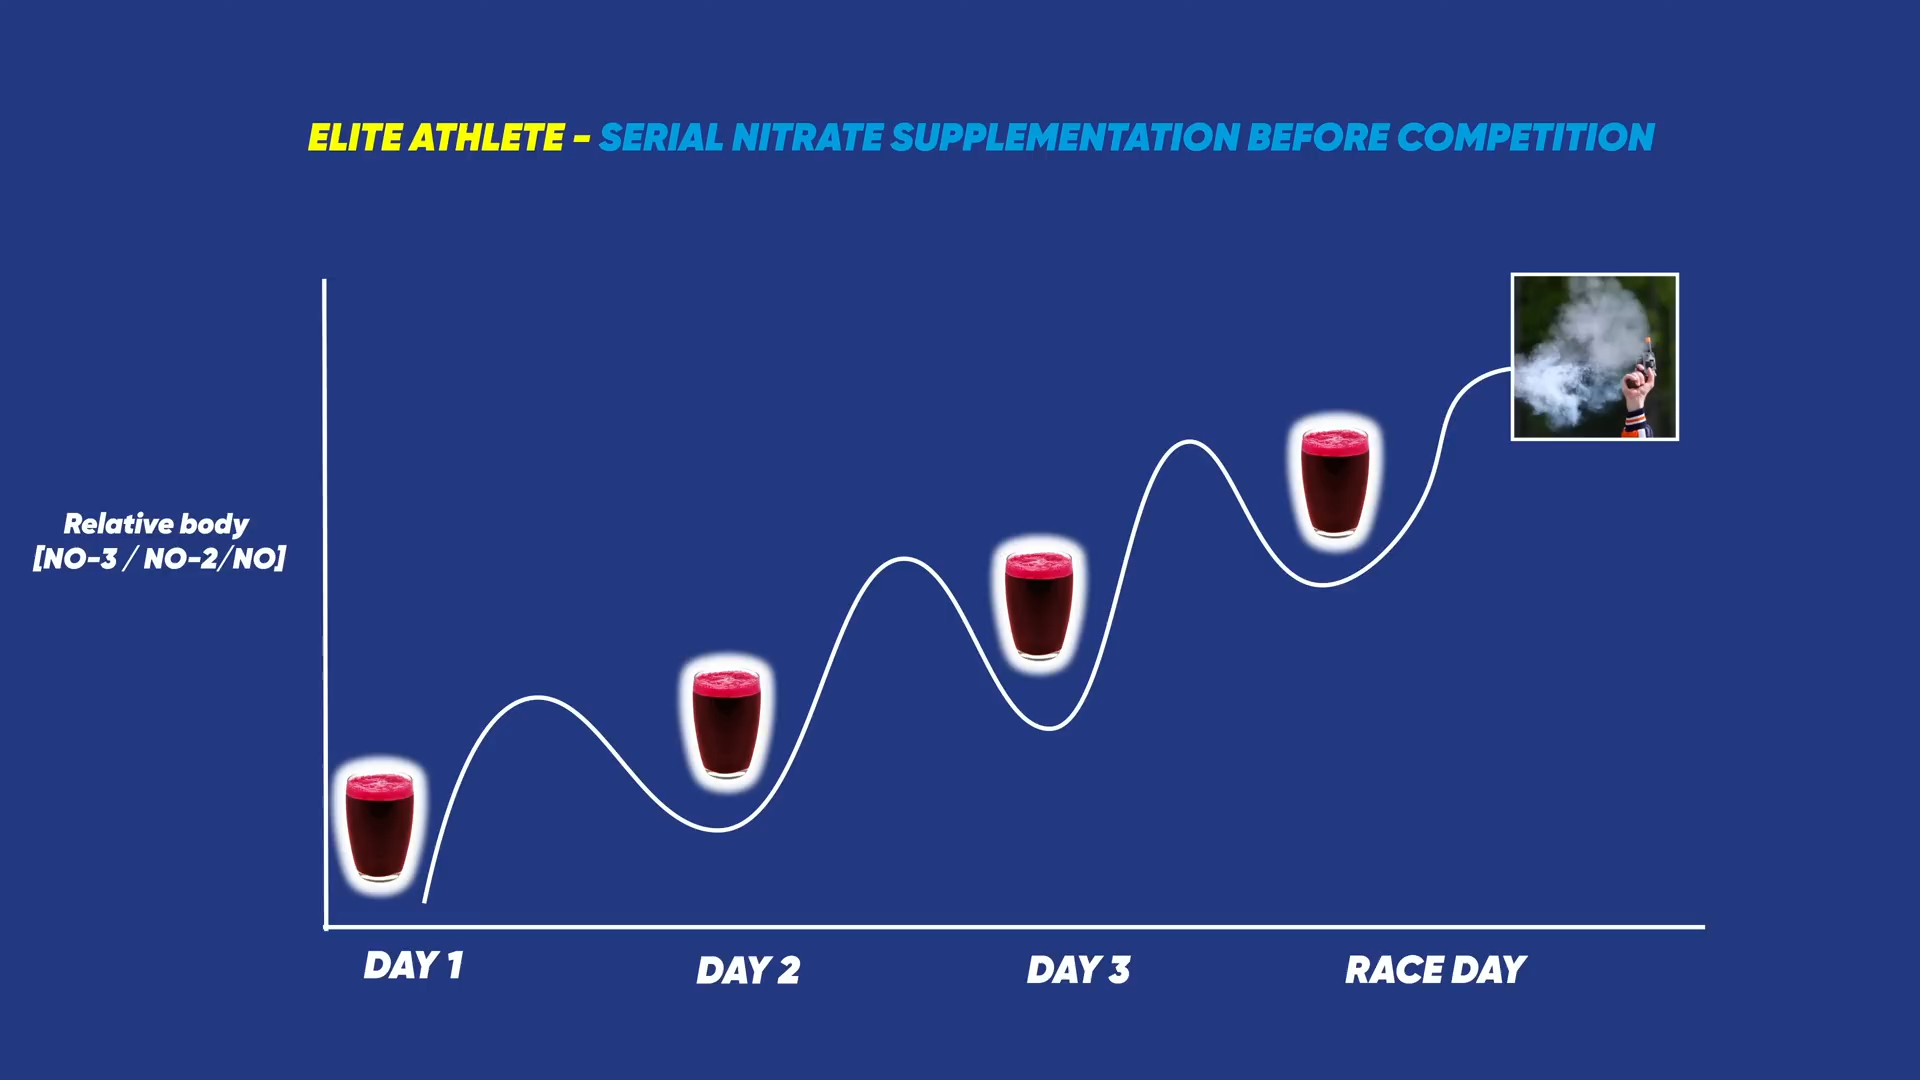 ELITE ATHLETE - SERIAL NITRATE SUPPLEMENTATION BEFORE COMPETITION
Relative body
[NO-3 / NO-2/NO]
DAY 1
DAY 2
DAY 3
RACE DAY